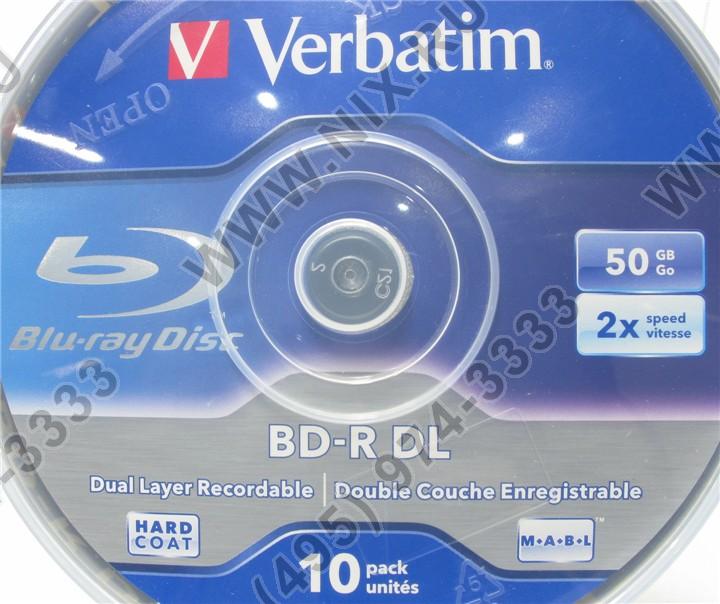 Verbatim®
OPEN
WWW.NIX.RU
50 GB
Go
2x speed
vitesse
Blu-ray Disc
BD-R DL
Dual Layer Recordable | Double Couche Enregistrable
HARD
COAT
M•A•B•L™
10 pack
unités
(495) 974-3333